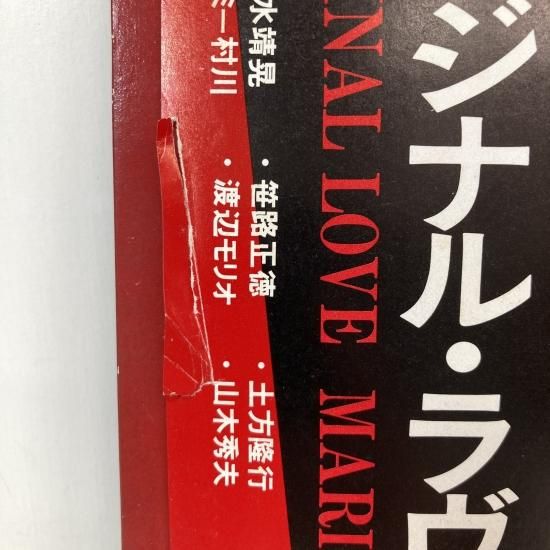 ジナル・ラヴ
INAL LOVE MARI
水靖晃 ・笹路正徳 ・土方隆行
ミー村川 ・渡辺モリオ ・山木秀夫